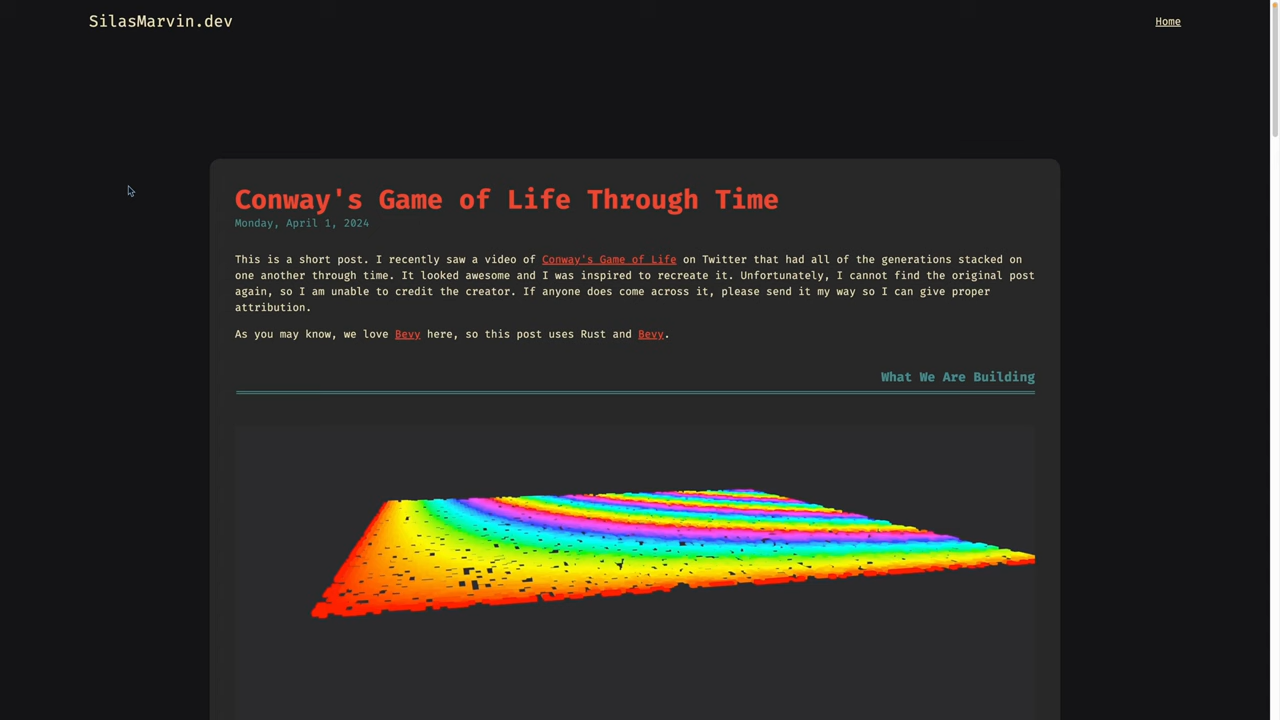 SilasMarvin.dev
Home
Conway's Game of Life Through Time
Monday, April 1, 2024
This is a short post. I recently saw a video of Conway's Game of Life on Twitter that had all of the generations stacked on
one another through time. It looked awesome and I was inspired to recreate it. Unfortunately, I cannot find the original post
again, so I am unable to credit the creator. If anyone does come across it, please send it my way so I can give proper
attribution.
As you may know, we love Bevy here, so this post uses Rust and Bevy.
What We Are Building